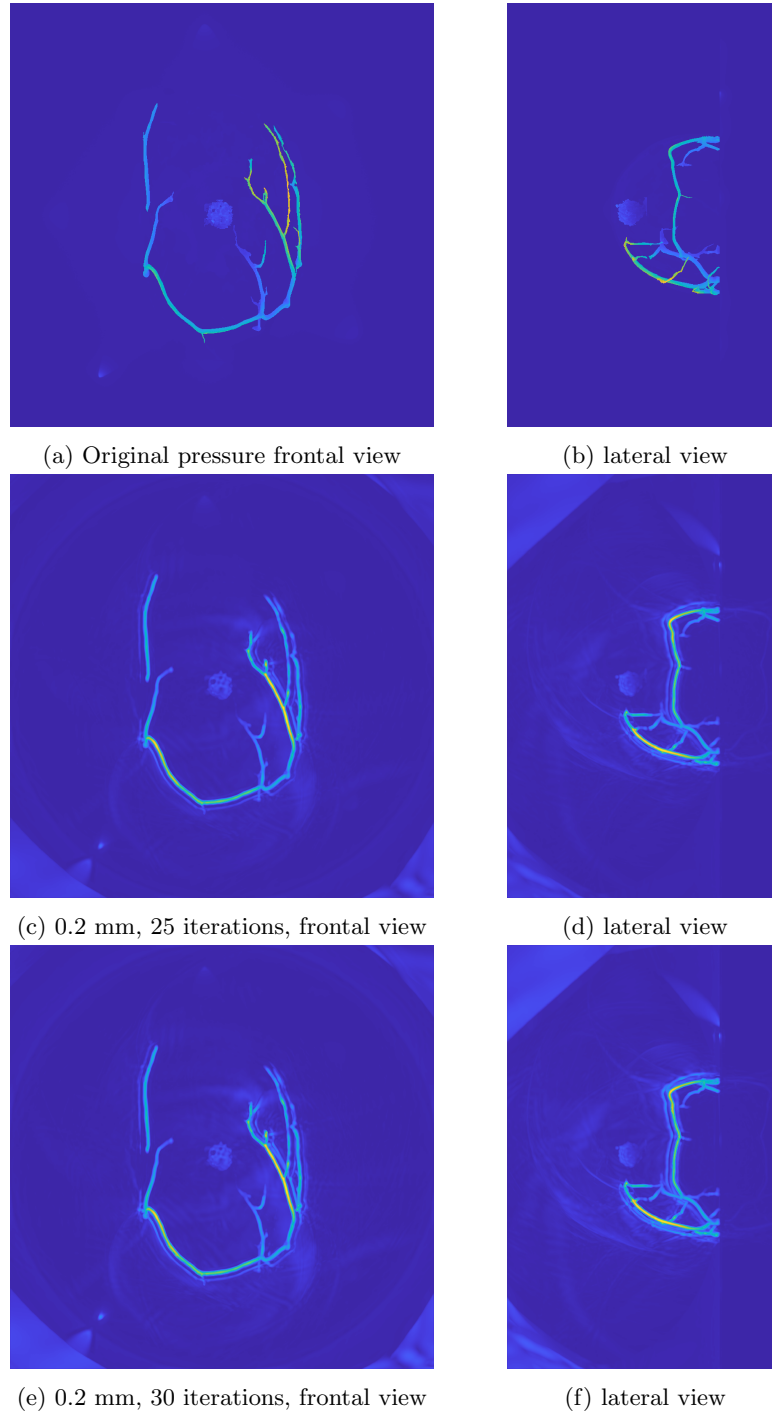 (a) Original pressure frontal view
(b) lateral view
(c) 0.2 mm, 25 iterations, frontal view
(d) lateral view
(e) 0.2 mm, 30 iterations, frontal view
(f) lateral view